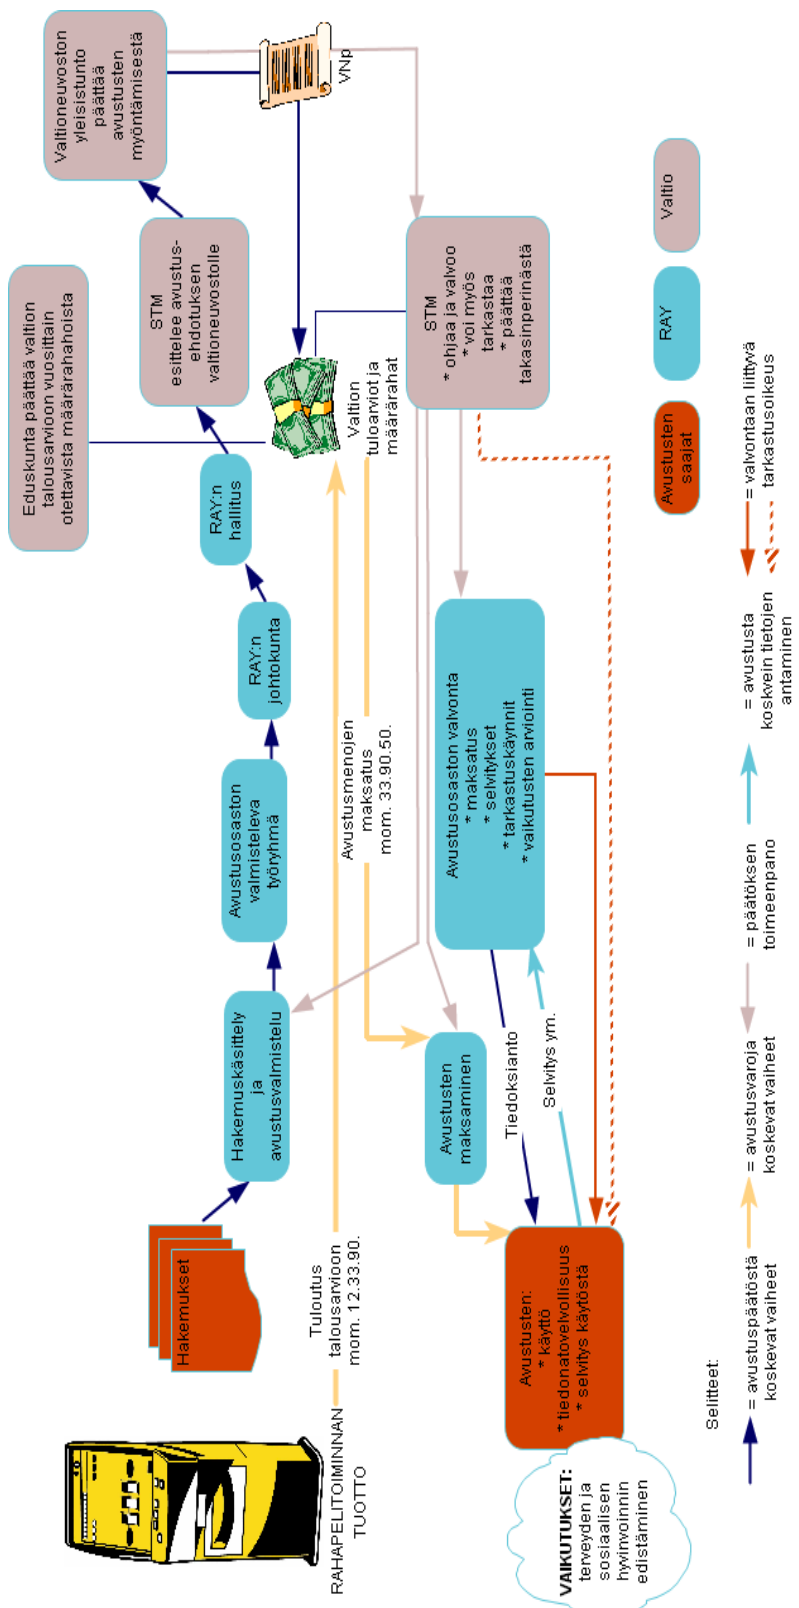 Eduskunta päättää valtion
talousarvioon vuosittain
otettavista määrärahahoista
Valtioneuvoston
yleisistunto
päättää
avustusten
myöntämisestä
STM
esittelee avustus-
ehdotuksen
valtioneuvostolle
RAY:n
hallitus
RAY:n
johtokunta
Avustusosaston
valmisteleva
työryhmä
Hakemuskäsittely
ja
avustusvalmistelu
Hakemukset
VNp
RAHAPELITOIMINNAN
TUOTTO
Tuloutus
talousarvioon
mom. 12.33.90.
Avustusmenojen
maksatus
mom. 33.90.50.
Valtion
tuloarviot ja
määrärahat
STM
* ohjaa ja valvoo
* voi myös
tarkastaa
* päättää
takasinperinästä
Avustusosaston valvonta
* maksatus
* selvitykset
* tarkastuskäynnit
* vaikutusten arviointi
Avustusten
maksaminen
Tiedoksianto
Selvitys ym.
Avustusten:
* käyttö
* tiedonatovelvollisuus
* selvitys käytöstä
VAIKUTUKSET:
terveyden ja
sosiaalisen
hyvinvoinnin
edistäminen
Avustusten
saajat
RAY
Valtio
Selitteet:
= avustuspäätöstä
koskevat vaiheet
= avustusvaroja
koskevat vaiheet
= päätöksen
toimeenpano
= avustusta
koskvein tietojen
antaminen
= valvontaan liittyvä
tarkastusoikeus